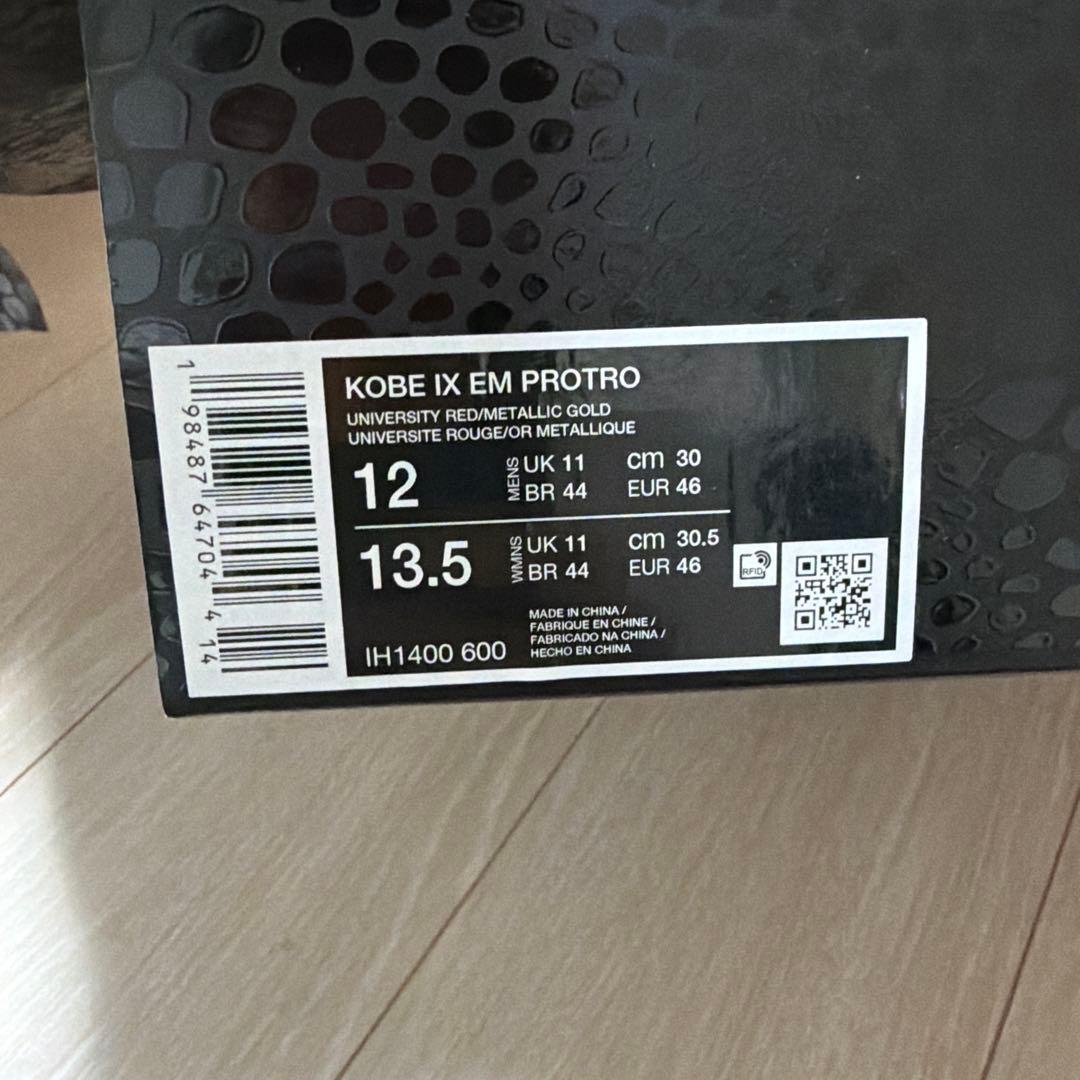 KOBE IX EM PROTRO
UNIVERSITY RED/METALLIC GOLD
UNIVERSITE ROUGE/OR METALLIQUE
12 MENS UK 11 cm 30
BR 44 EUR 46
13.5 WMNS UK 11 cm 30.5
BR 44 EUR 46
RFID
MADE IN CHINA /
FABRIQUE EN CHINE /
FABRICADO NA CHINA /
HECHO EN CHINA
IH1400 600
1 98487 64704 4 14